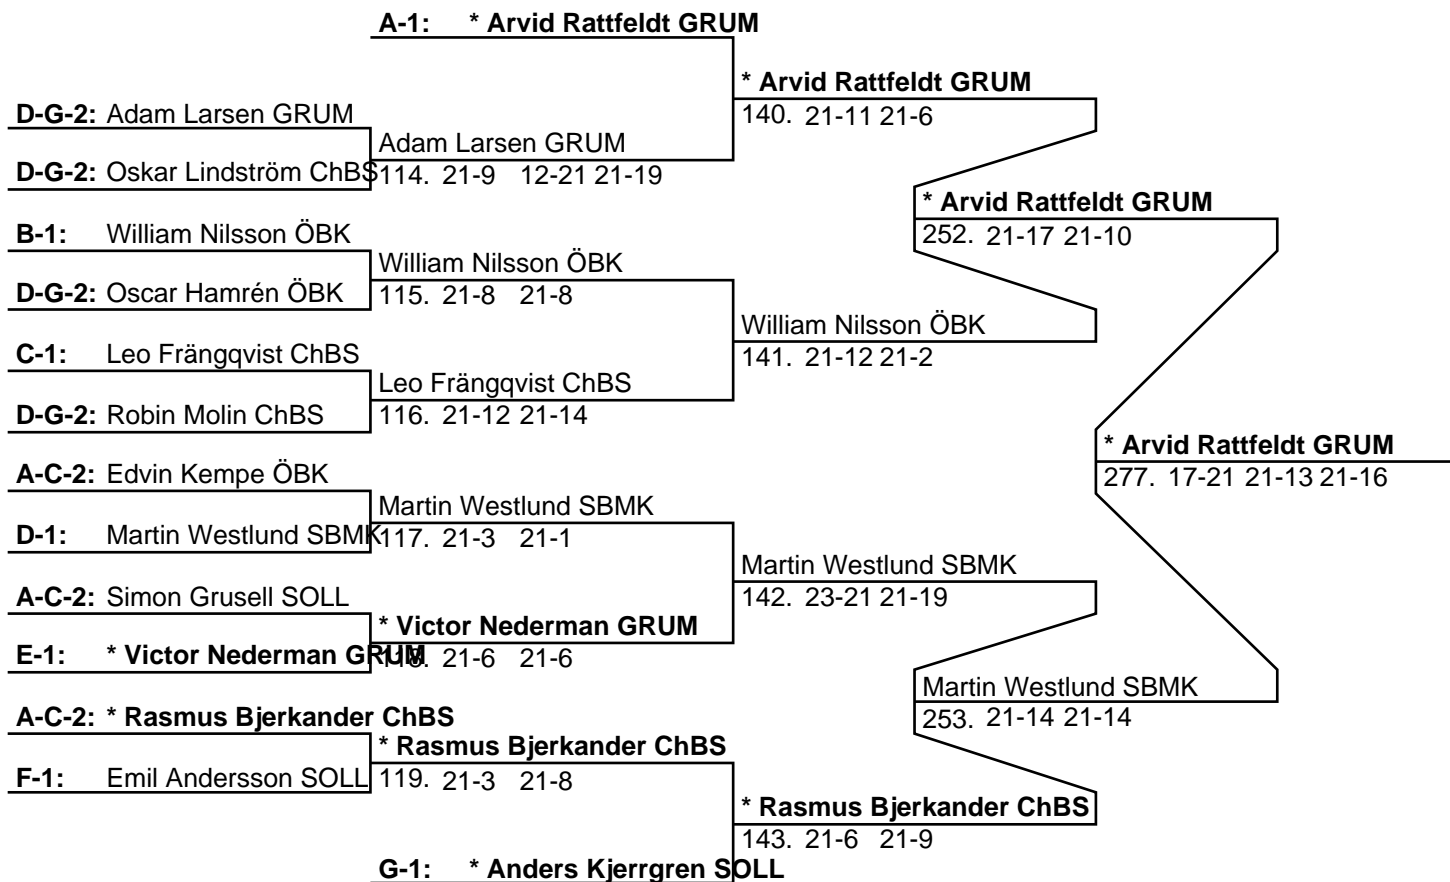 A-1: * Arvid Rattfeldt GRUM
* Arvid Rattfeldt GRUM
140. 21-11 21-6
D-G-2: Adam Larsen GRUM
Adam Larsen GRUM
D-G-2: Oskar Lindström ChBS
114. 21-9 12-21 21-19
* Arvid Rattfeldt GRUM
252. 21-17 21-10
B-1: William Nilsson ÖBK
William Nilsson ÖBK
D-G-2: Oscar Hamrén ÖBK
115. 21-8 21-8
William Nilsson ÖBK
141. 21-12 21-2
C-1: Leo Frängqvist ChBS
Leo Frängqvist ChBS
D-G-2: Robin Molin ChBS
116. 21-12 21-14
* Arvid Rattfeldt GRUM
277. 17-21 21-13 21-16
A-C-2: Edvin Kempe ÖBK
Martin Westlund SBMK
D-1: Martin Westlund SBMK
117. 21-3 21-1
Martin Westlund SBMK
142. 23-21 21-19
A-C-2: Simon Grusell SOLL
* Victor Nederman GRUM
E-1: * Victor Nederman GRUM
118. 21-6 21-6
Martin Westlund SBMK
253. 21-14 21-14
A-C-2: * Rasmus Bjerkander ChBS
* Rasmus Bjerkander ChBS
F-1: Emil Andersson SOLL
119. 21-3 21-8
* Rasmus Bjerkander ChBS
143. 21-6 21-9
G-1: * Anders Kjerrgren SOLL